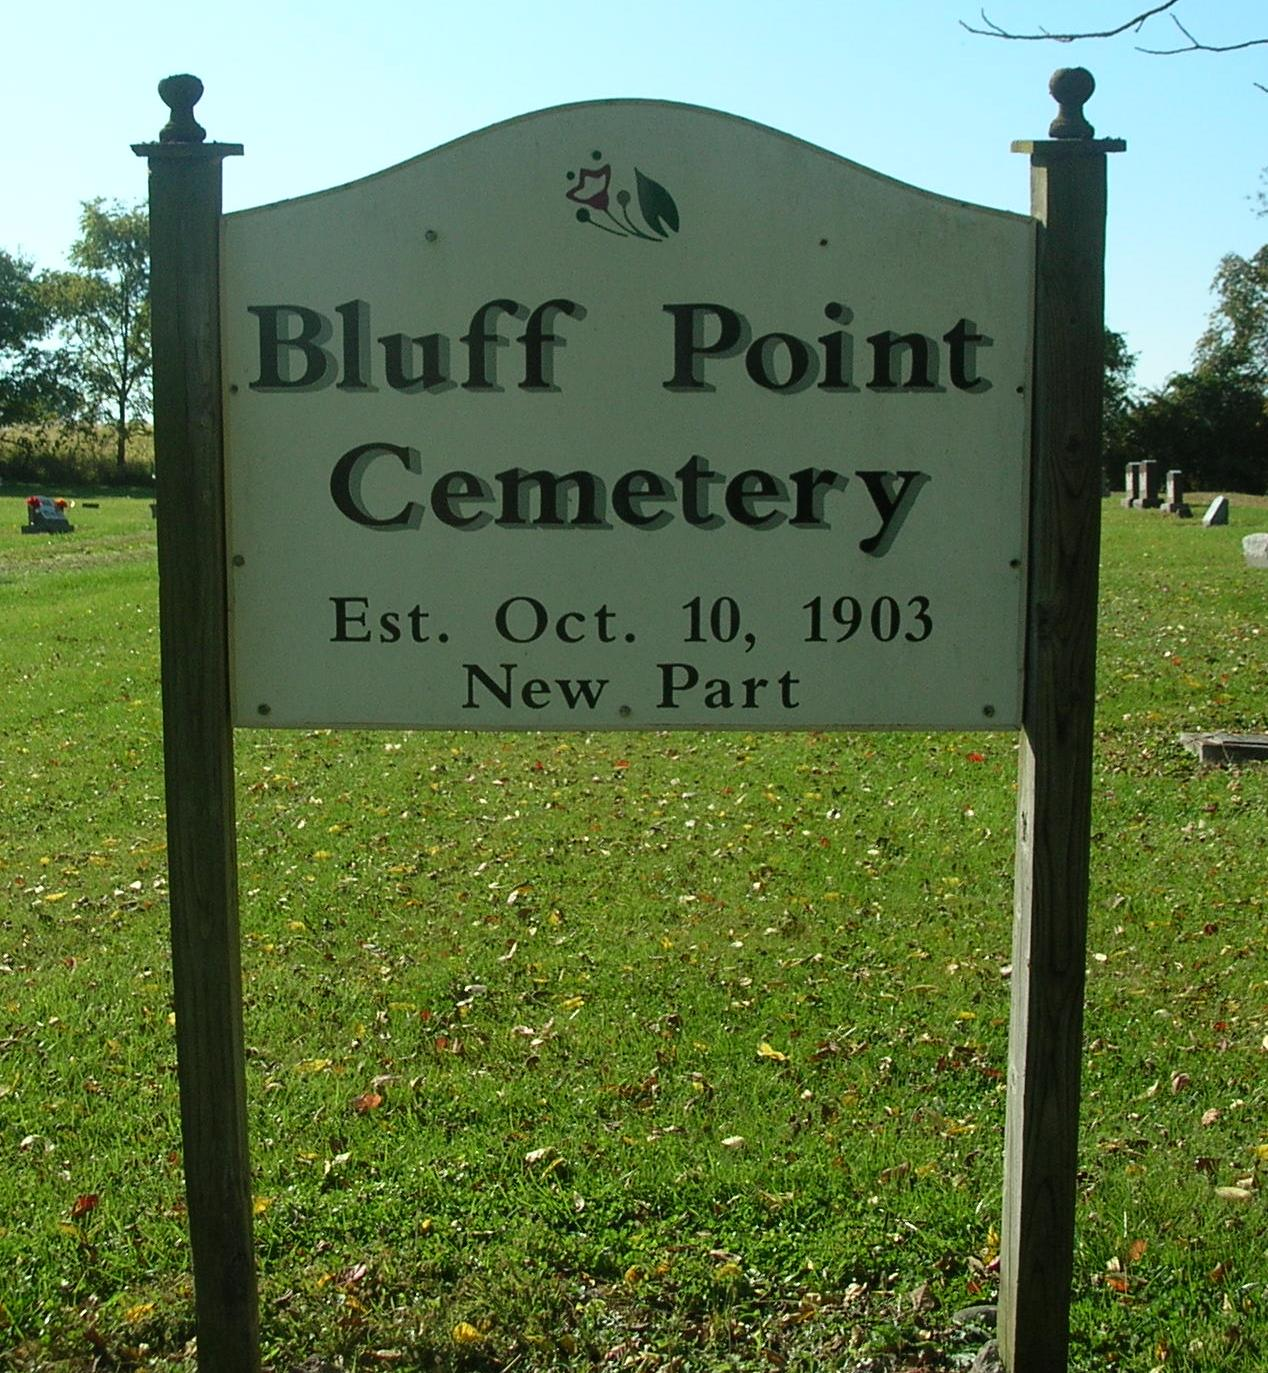 Bluff Point
Cemetery
Est. Oct. 10, 1903
New Part